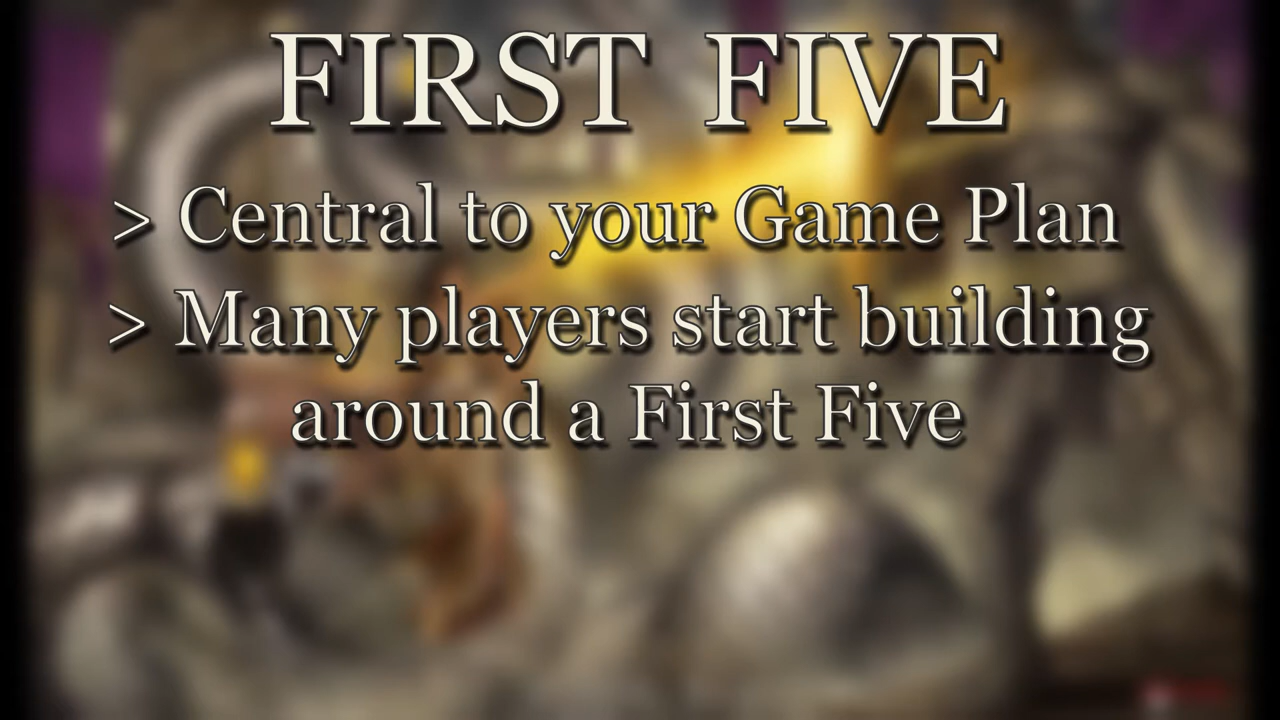 FIRST FIVE
> Central to your Game Plan
> Many players start building
around a First Five